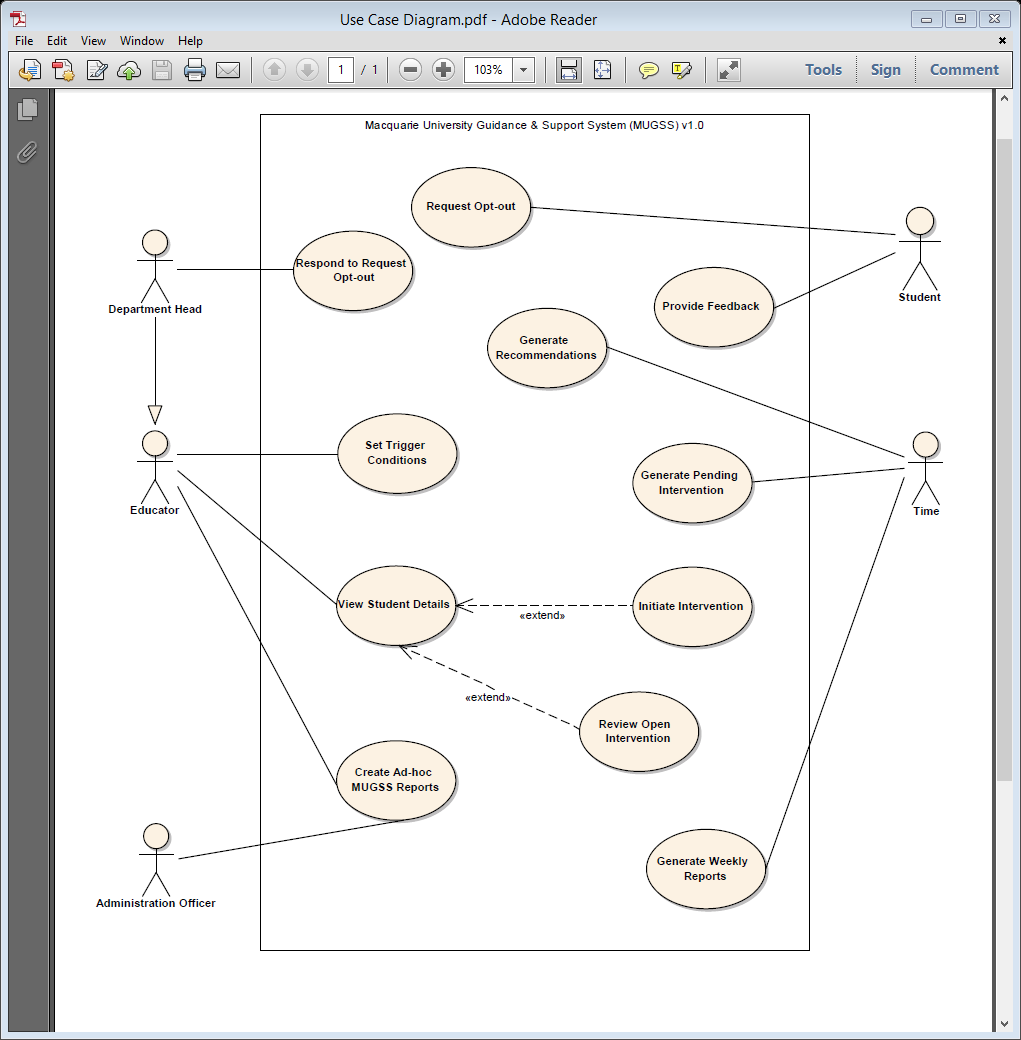 Use Case Diagram.pdf - Adobe Reader
File Edit View Window Help
1 / 1 103% Tools Sign Comment
Macquarie University Guidance & Support System (MUGSS) v1.0
Request Opt-out
Respond to Request
Opt-out
Department Head
Student
Provide Feedback
Generate
Recommendations
Set Trigger
Conditions
Educator
Generate Pending
Intervention
Time
View Student Details
«extend»
Initiate Intervention
«extend»
Review Open
Intervention
Create Ad-hoc
MUGSS Reports
Administration Officer
Generate Weekly
Reports